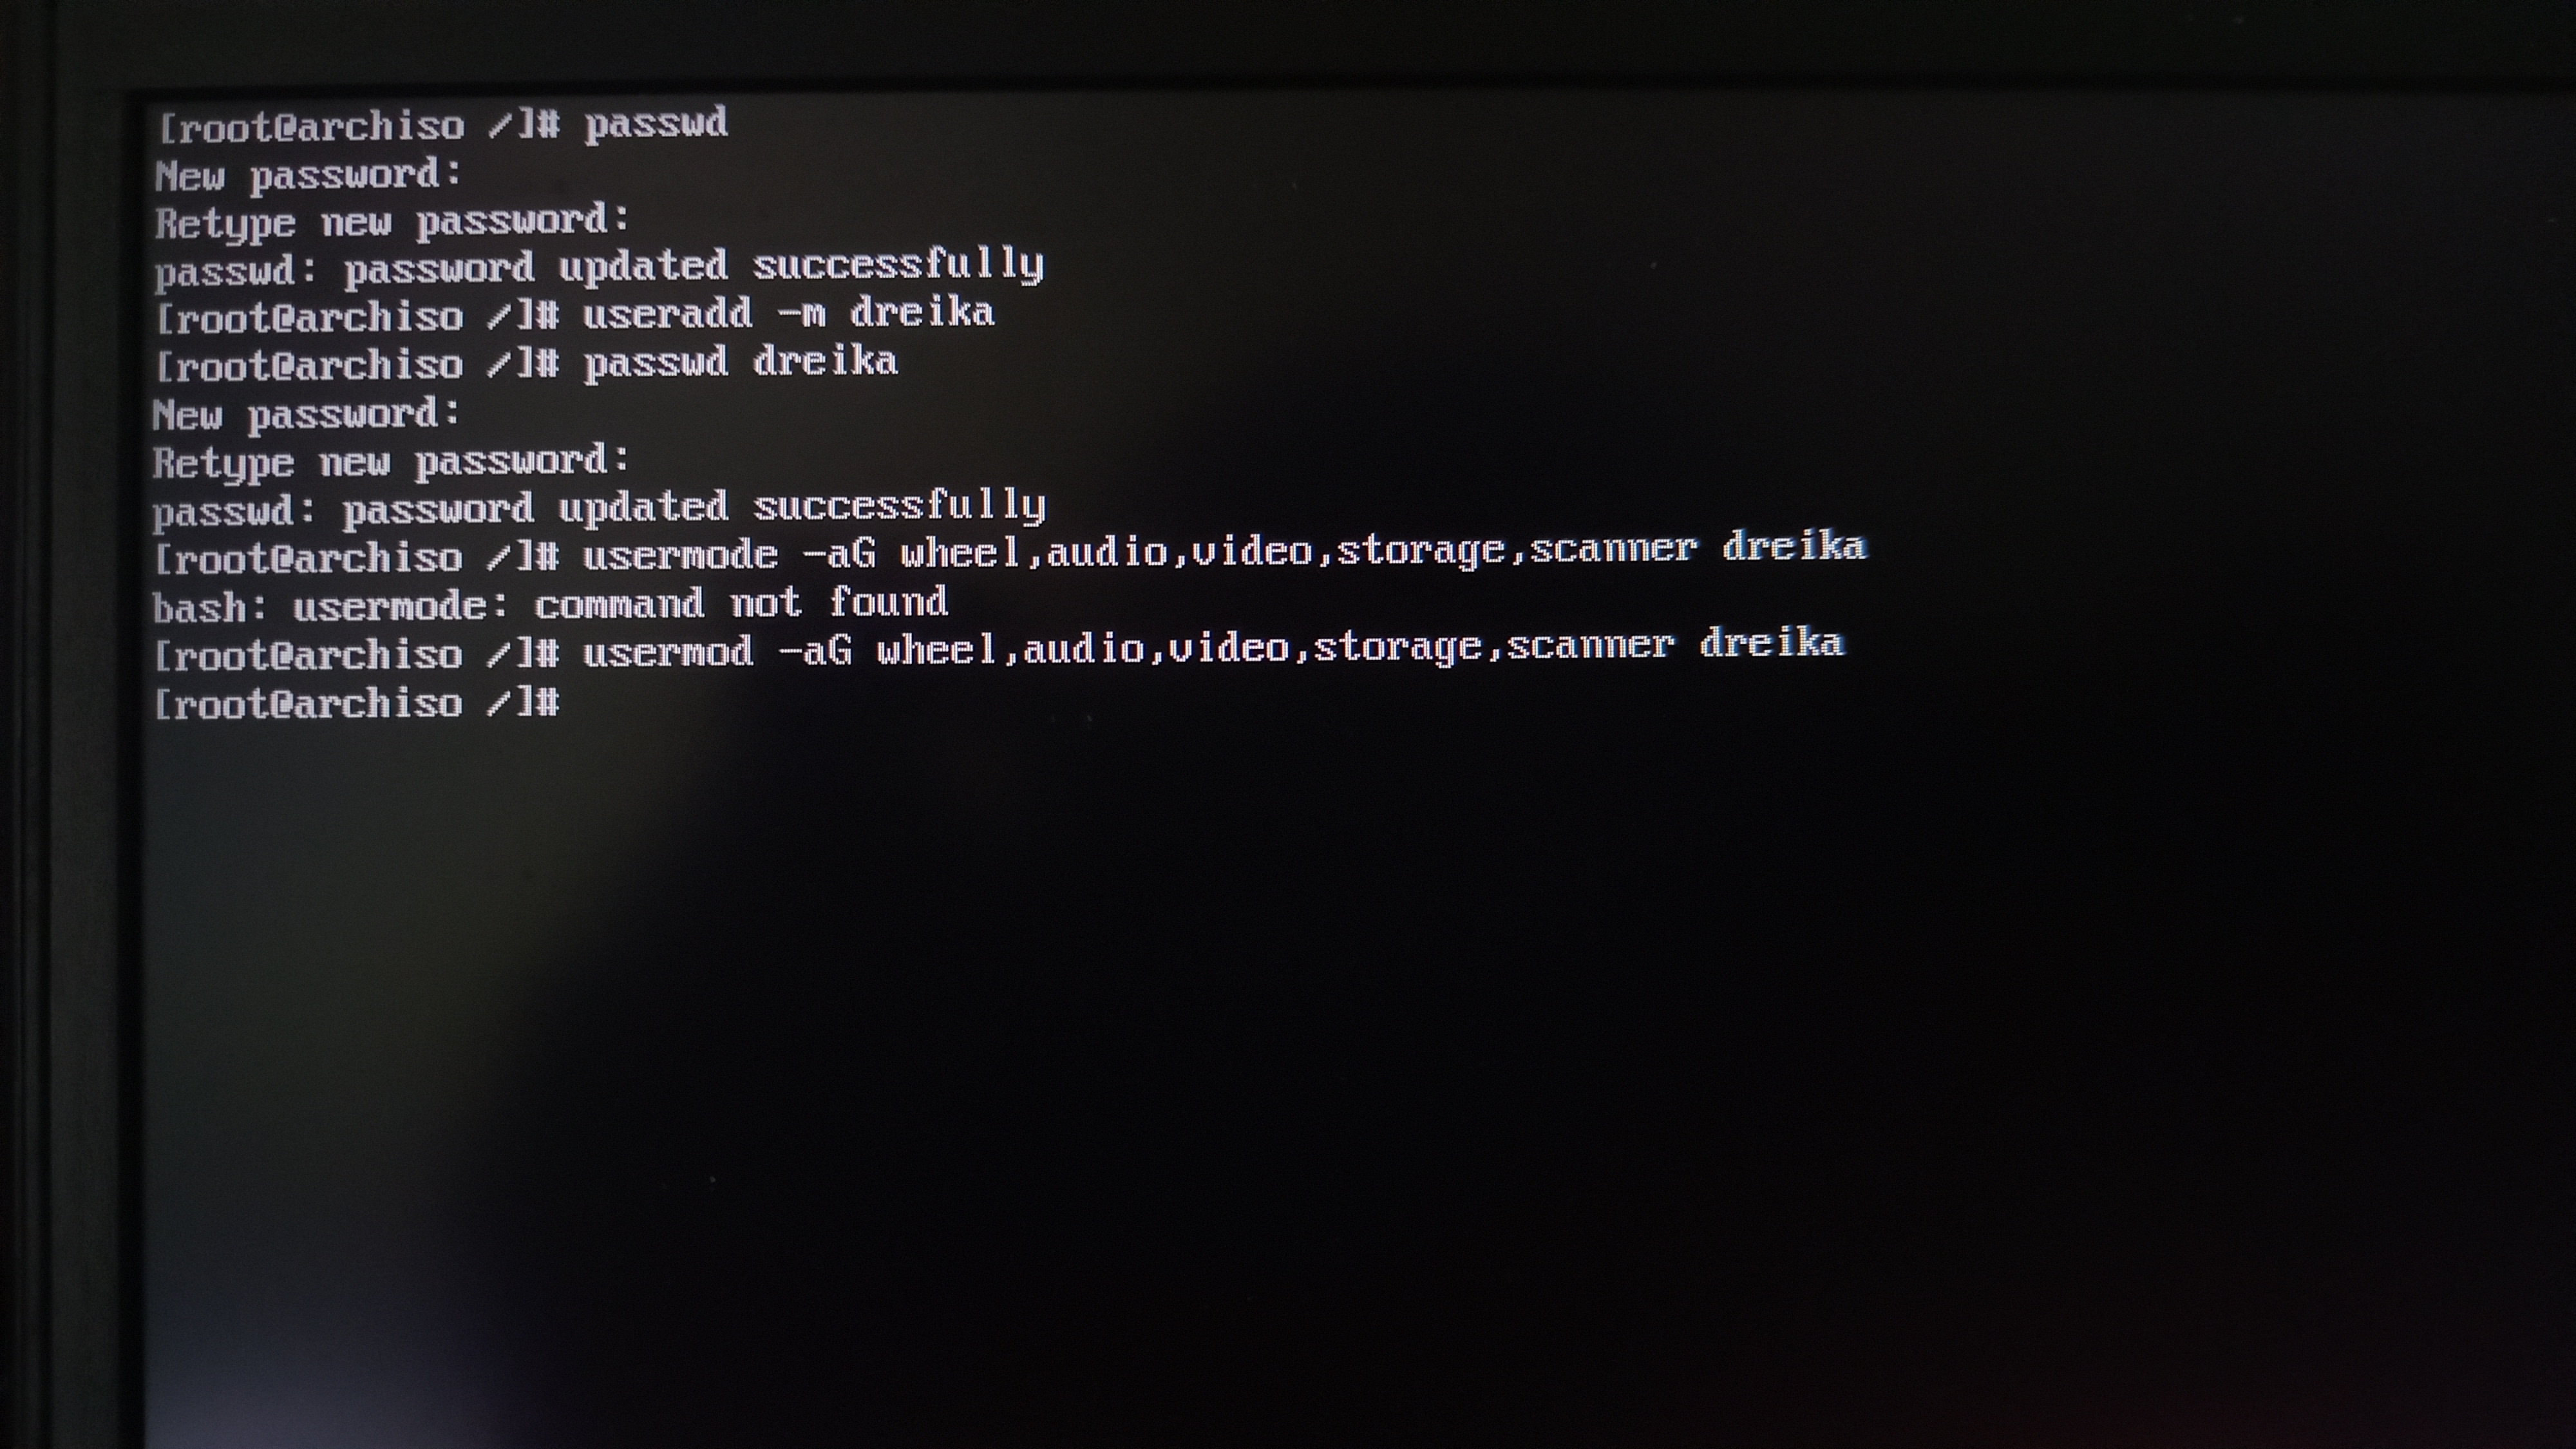 [root@archiso /]# passwd
New password:
Retype new password:
passwd: password updated successfully
[root@archiso /]# useradd -m dreika
[root@archiso /]# passwd dreika
New password:
Retype new password:
passwd: password updated successfully
[root@archiso /]# usermode -aG wheel,audio,video,storage,scanner dreika
bash: usermode: command not found
[root@archiso /]# usermod -aG wheel,audio,video,storage,scanner dreika
[root@archiso /]#